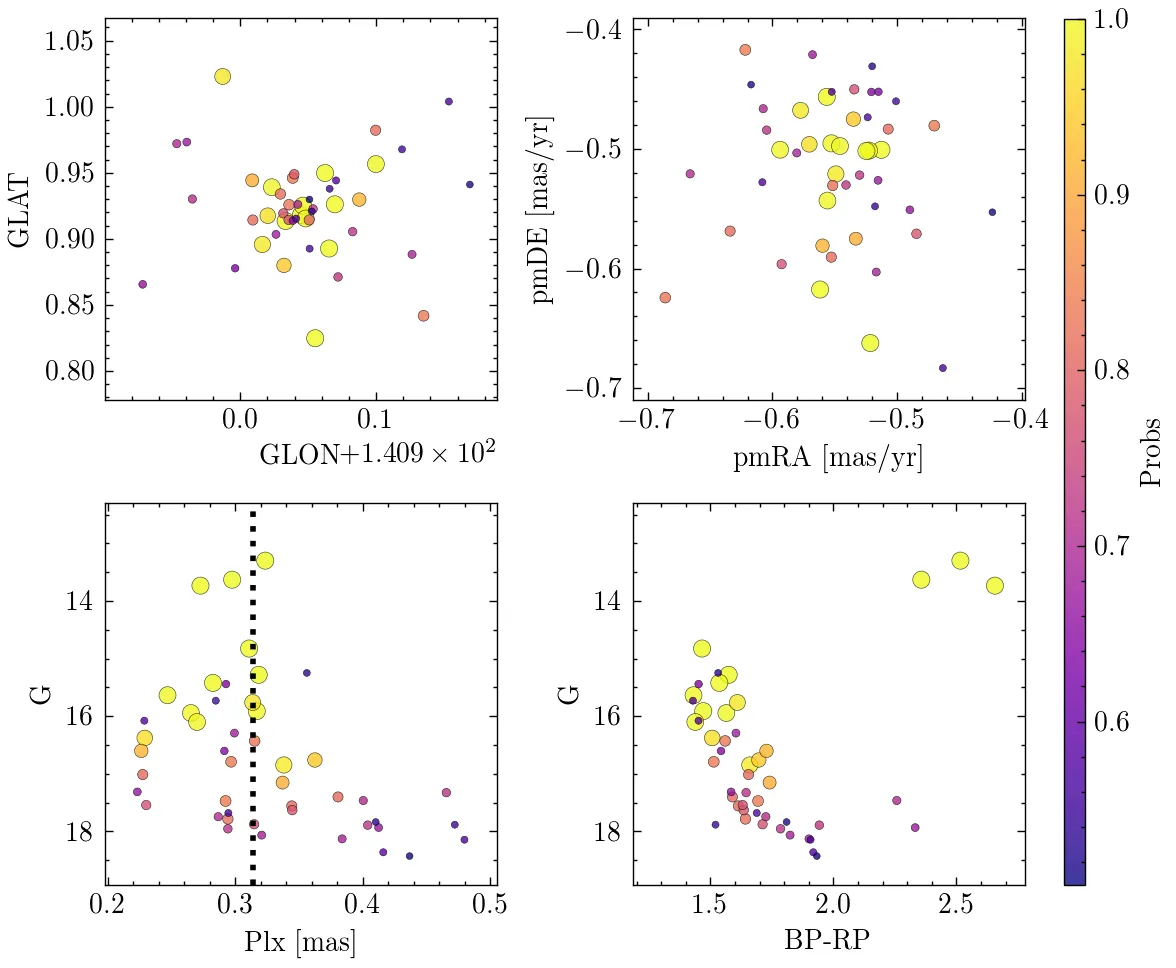 1.05
1.00
0.95
0.90
0.85
0.80
GLAT
0.0 0.1
GLON+1.409 × 10²
−0.4
−0.5
−0.6
−0.7
pmDE [mas/yr]
−0.7 −0.6 −0.5 −0.4
pmRA [mas/yr]
14
16
18
G
0.2 0.3 0.4 0.5
Plx [mas]
14
16
18
G
1.5 2.0 2.5
BP-RP
1.0
0.9
0.8
0.7
0.6
Probs